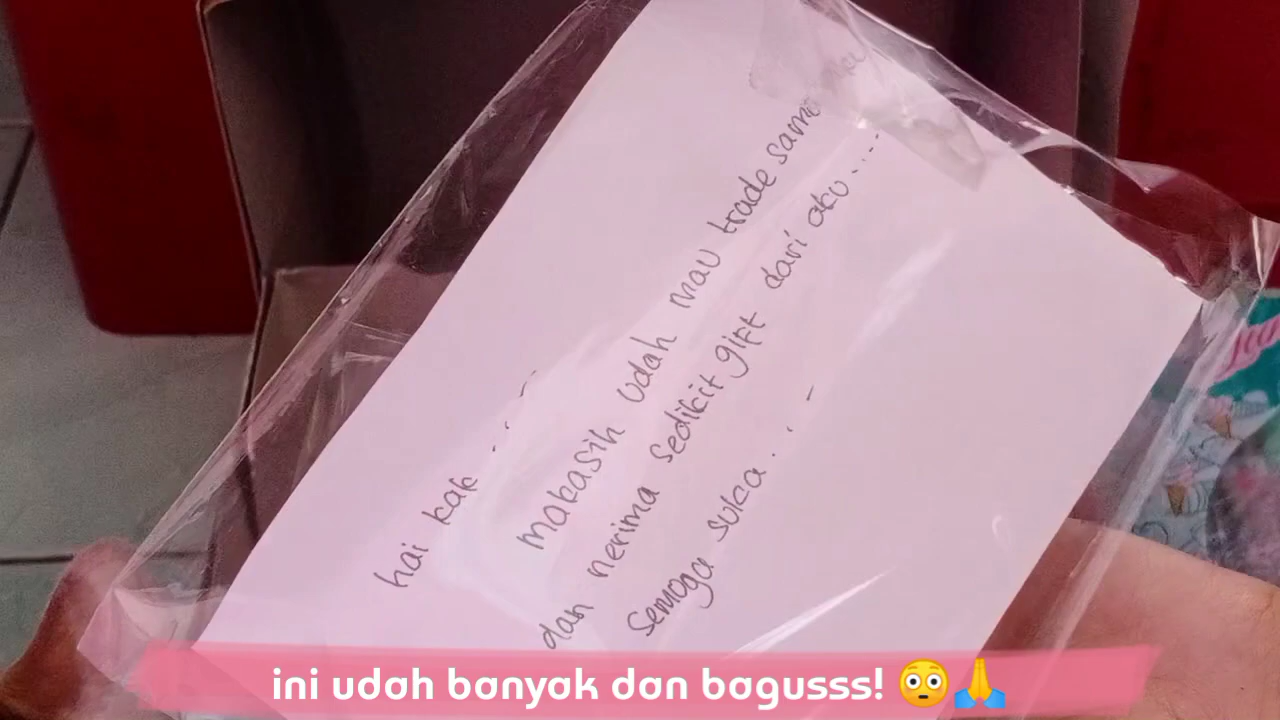 hai kak ....
makasih udah mau trade sama aku
dan nerima sedikit gift dari aku .....
Semoga suka . . -
ini udah banyak dan bagusss! 😳🙏